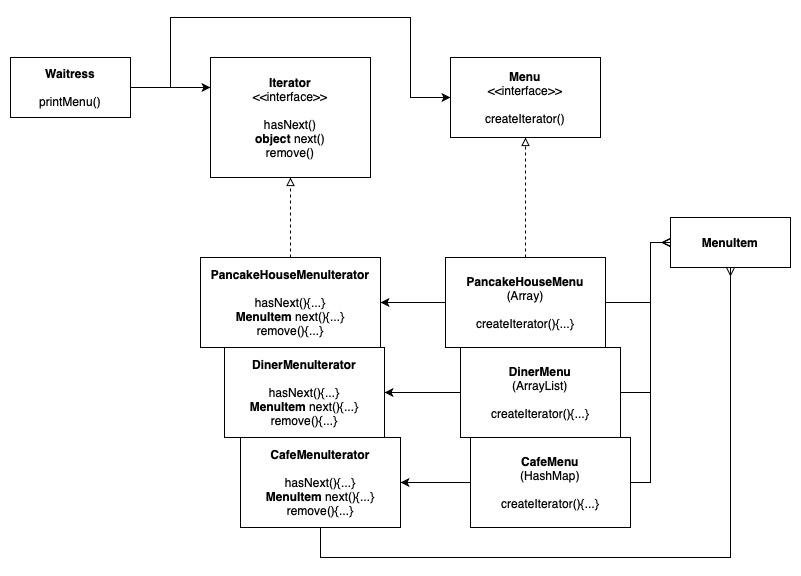 Waitress
printMenu()
Iterator
<<interface>>
hasNext()
object next()
remove()
Menu
<<interface>>
createIterator()
MenuItem
PancakeHouseMenuIterator
hasNext(){...}
MenuItem next(){...}
remove(){...}
PancakeHouseMenu
(Array)
createIterator(){...}
DinerMenuIterator
hasNext(){...}
MenuItem next(){...}
remove(){...}
DinerMenu
(ArrayList)
createIterator(){...}
CafeMenuIterator
hasNext(){...}
MenuItem next(){...}
remove(){...}
CafeMenu
(HashMap)
createIterator(){...}